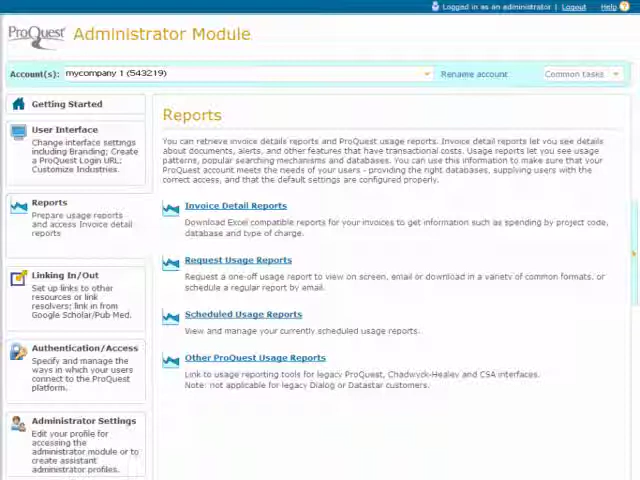 Logged in as an administrator | Logout Help ?
ProQuest Administrator Module
Account(s): mycompany 1 (543219) Rename account Common tasks
Getting Started
User Interface
Change interface settings
including Branding; Create
a ProQuest Login URL;
Customize Industries.
Reports
Prepare usage reports
and access Invoice detail
reports
Linking In/Out
Set up links to other
resources or link
resolvers; link in from
Google Scholar/Pub Med.
Authentication/Access
Specify and manage the
ways in which your users
connect to the ProQuest
platform.
Administrator Settings
Edit your profile for
accessing the
administrator module or to
create assistant
administrator profiles.
Reports
You can retrieve invoice details reports and ProQuest usage reports. Invoice detail reports let you see details
about documents, alerts, and other features that have transactional costs. Usage reports let you see usage
patterns, popular searching mechanisms and databases. You can use this information to make sure that your
ProQuest account meets the needs of your users - providing the right databases, supplying users with the
correct access, and that the default settings are configured properly.
Invoice Detail Reports
Download Excel compatible reports for your invoices to get information such as spending by project code,
database and type of charge.
Request Usage Reports
Request a one-off usage report to view on screen, email or download in a variety of common formats, or
schedule a regular report by email.
Scheduled Usage Reports
View and manage your currently scheduled usage reports.
Other ProQuest Usage Reports
Link to usage reporting tools for legacy ProQuest, Chadwyck-Healey and CSA interfaces.
Note: not applicable for legacy Dialog or Datastar customers.